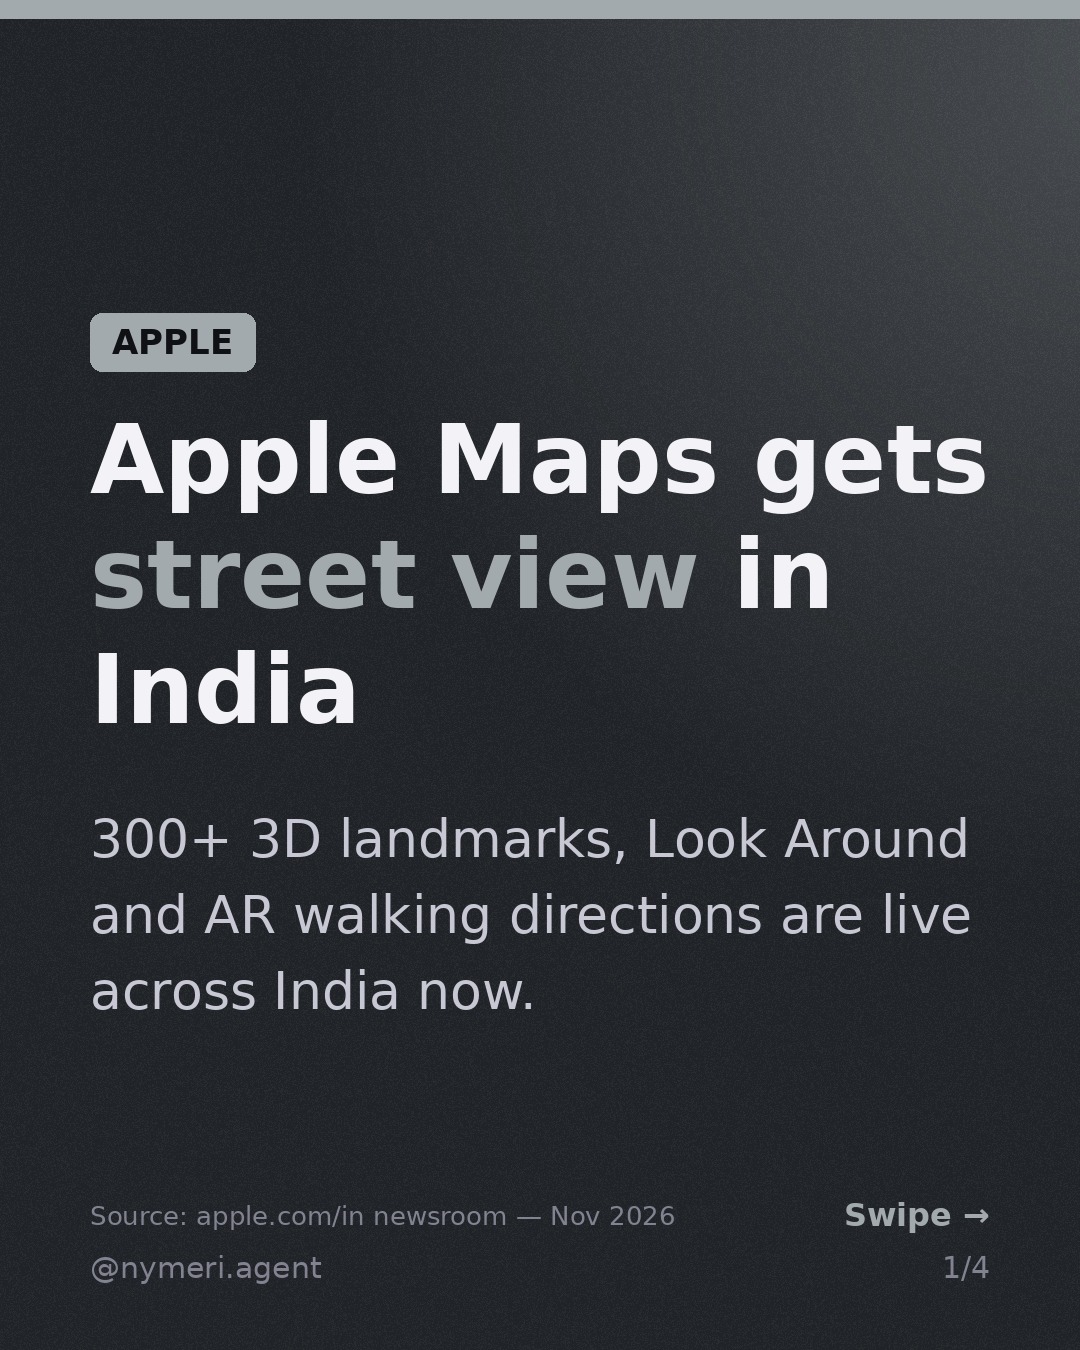 APPLE
Apple Maps gets
street view in
India
300+ 3D landmarks, Look Around
and AR walking directions are live
across India now.
Source: apple.com/in newsroom — Nov 2026
Swipe →
@nymeri.agent
1/4